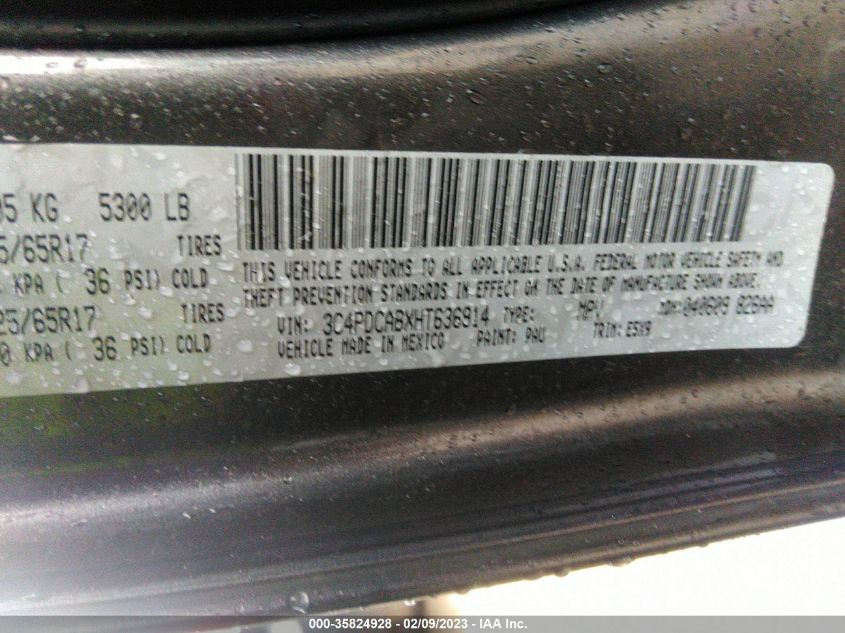 05 KG 5300 LB
5/65R17 TIRES
KPA ( 36 PSI) COLD
25/65R17 TIRES
0 KPA ( 36 PSI) COLD
THIS VEHICLE CONFORMS TO ALL APPLICABLE U.S.A. FEDERAL MOTOR VEHICLE SAFETY AND
THEFT PREVENTION STANDARDS IN EFFECT ON THE DATE OF MANUFACTURE SHOWN ABOVE.
VIN: 3C4PDCABXHT636914 TYPE: MPV MDH:040609 826AA
VEHICLE MADE IN MEXICO PAINT: PAU TRIM: E5X9
000-35824928 - 02/09/2023 - IAA Inc.